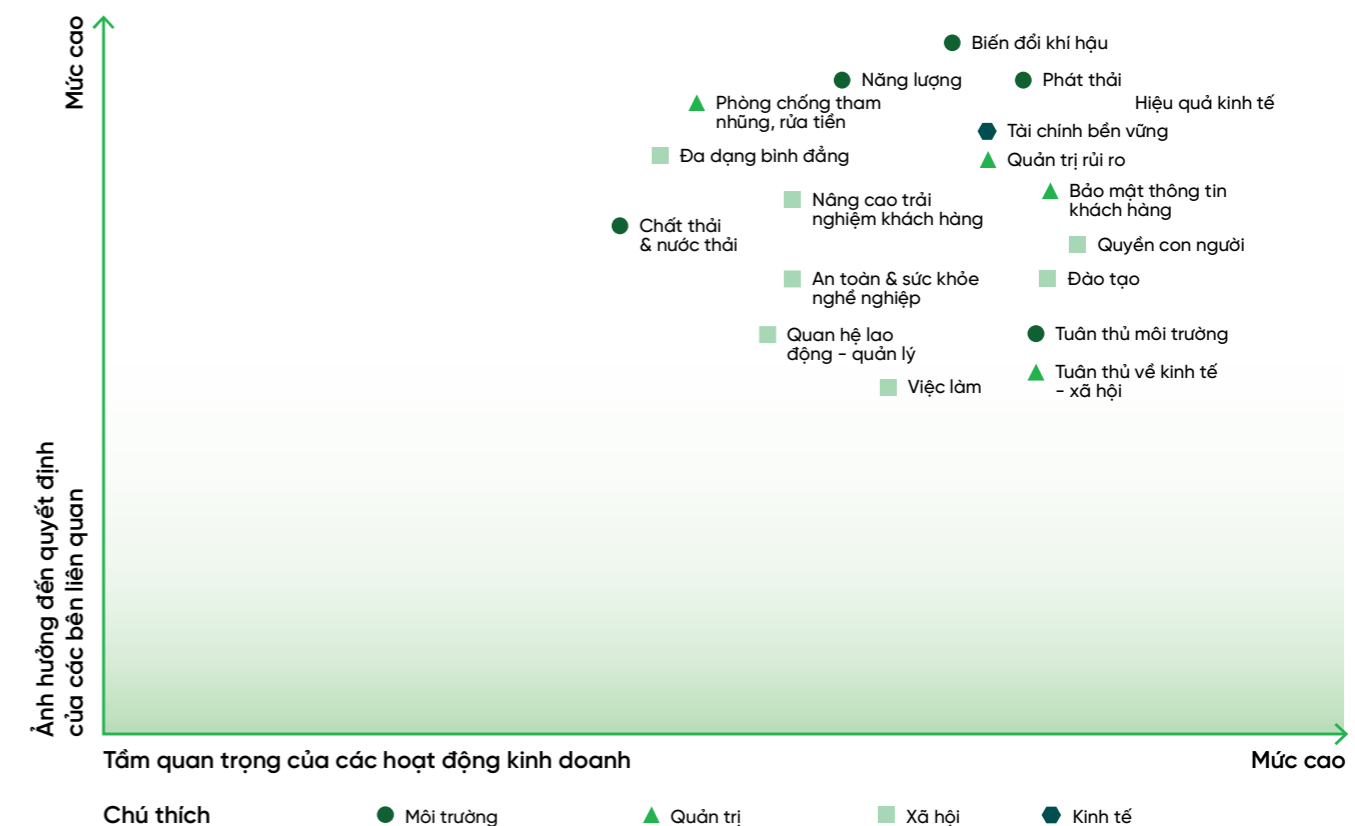 Mức cao
Biến đổi khí hậu
Năng lượng
Phát thải
Phòng chống tham
nhũng, rửa tiền
Hiệu quả kinh tế
Tài chính bền vững
Đa dạng bình đẳng
Quản trị rủi ro
Nâng cao trải
nghiệm khách hàng
Bảo mật thông tin
khách hàng
Chất thải
& nước thải
Quyền con người
An toàn & sức khỏe
nghề nghiệp
Đào tạo
Quan hệ lao
động - quản lý
Tuân thủ môi trường
Tuân thủ về kinh tế
- xã hội
Việc làm
Ảnh hưởng đến quyết định
của các bên liên quan
Tầm quan trọng của các hoạt động kinh doanh
Mức cao
Chú thích
Môi trường
Quản trị
Xã hội
Kinh tế